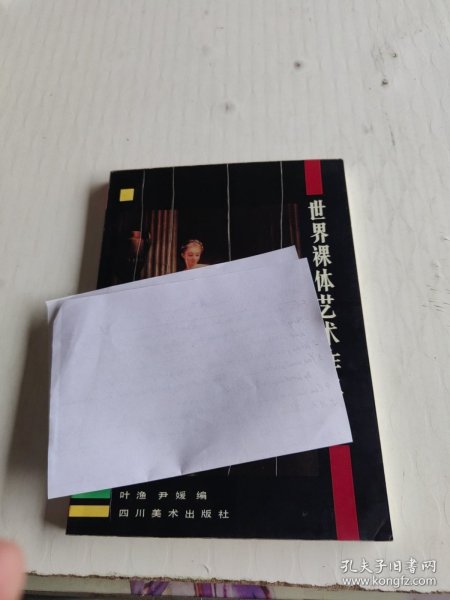 世界裸体艺术
叶渔 尹媛 编
四川美术出版社
孔夫子旧书网
www.kongfz.com